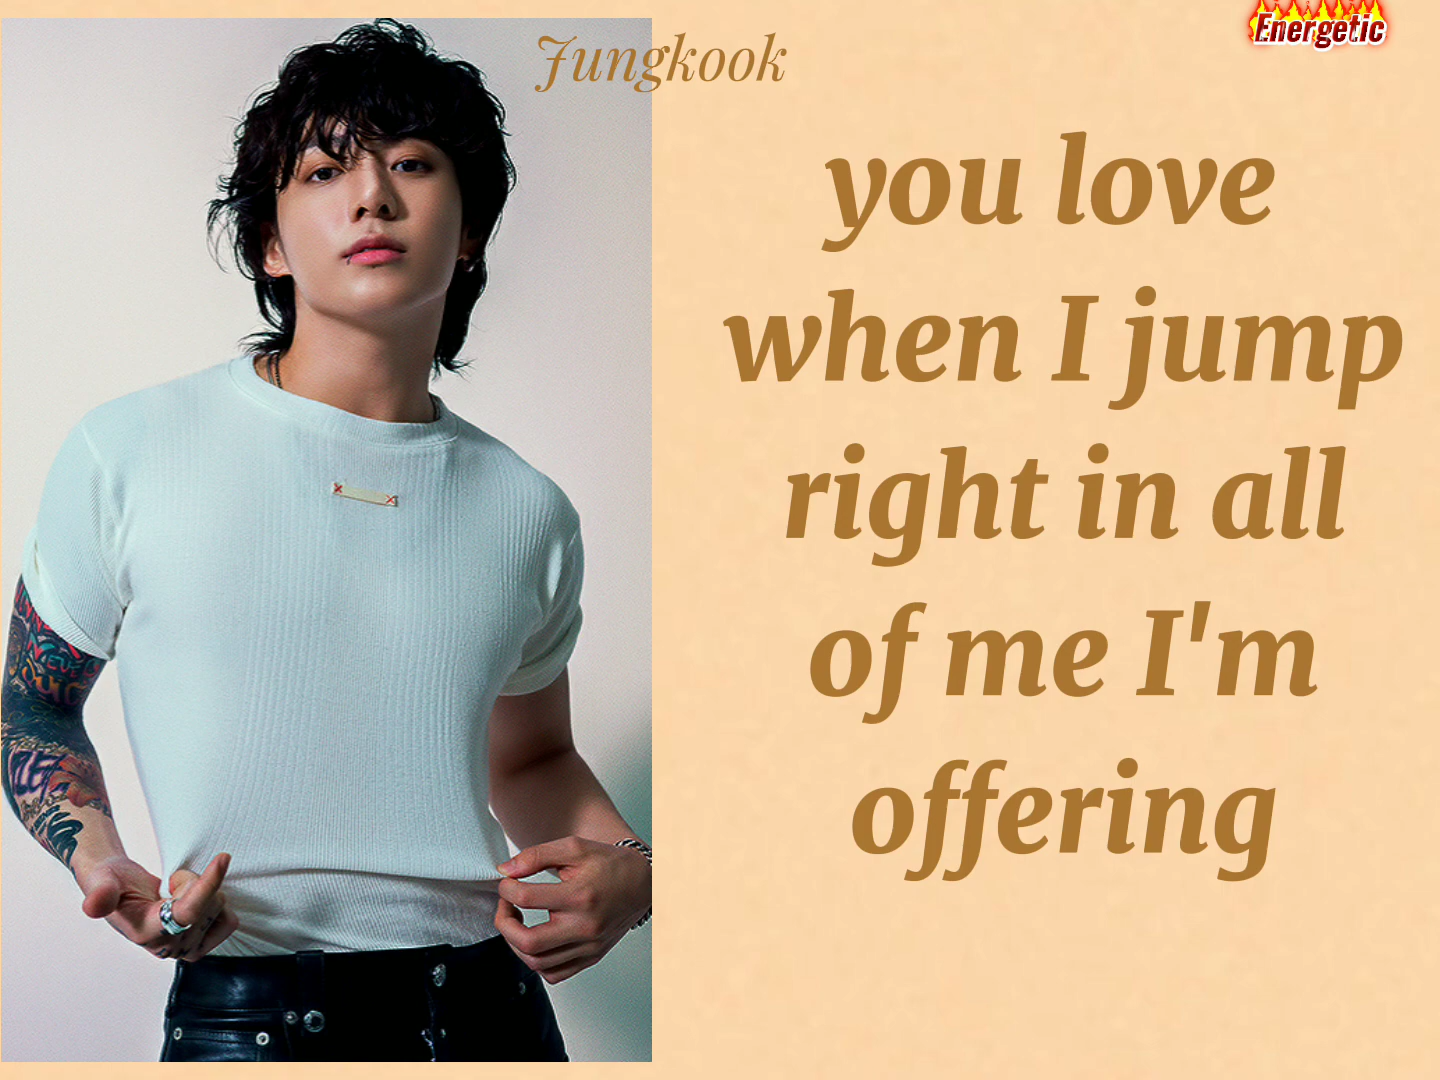 Jungkook
Energetic
you love
when I jump
right in all
of me I'm
offering